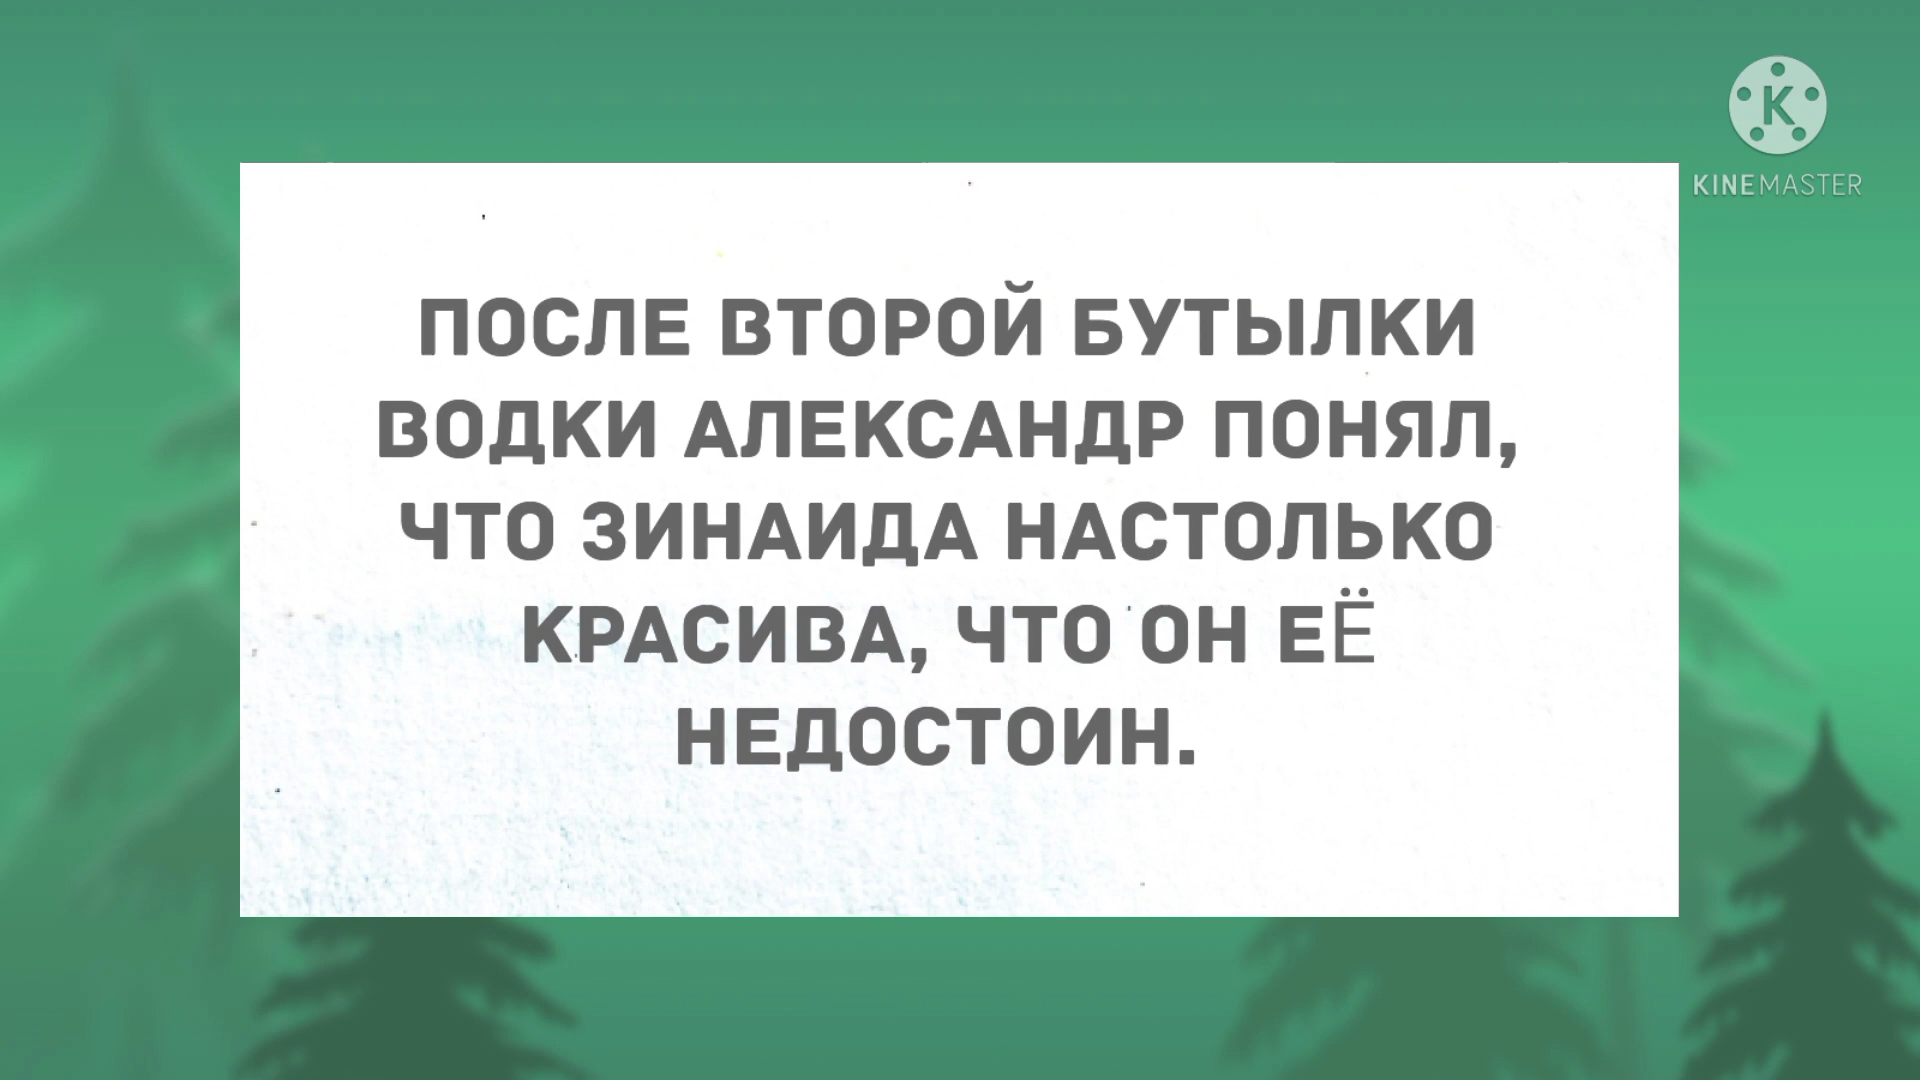 KINEMASTER
ПОСЛЕ ВТОРОЙ БУТЫЛКИ
ВОДКИ АЛЕКСАНДР ПОНЯЛ,
ЧТО ЗИНАИДА НАСТОЛЬКО
КРАСИВА, ЧТО ОН ЕЁ
НЕДОСТОИН.